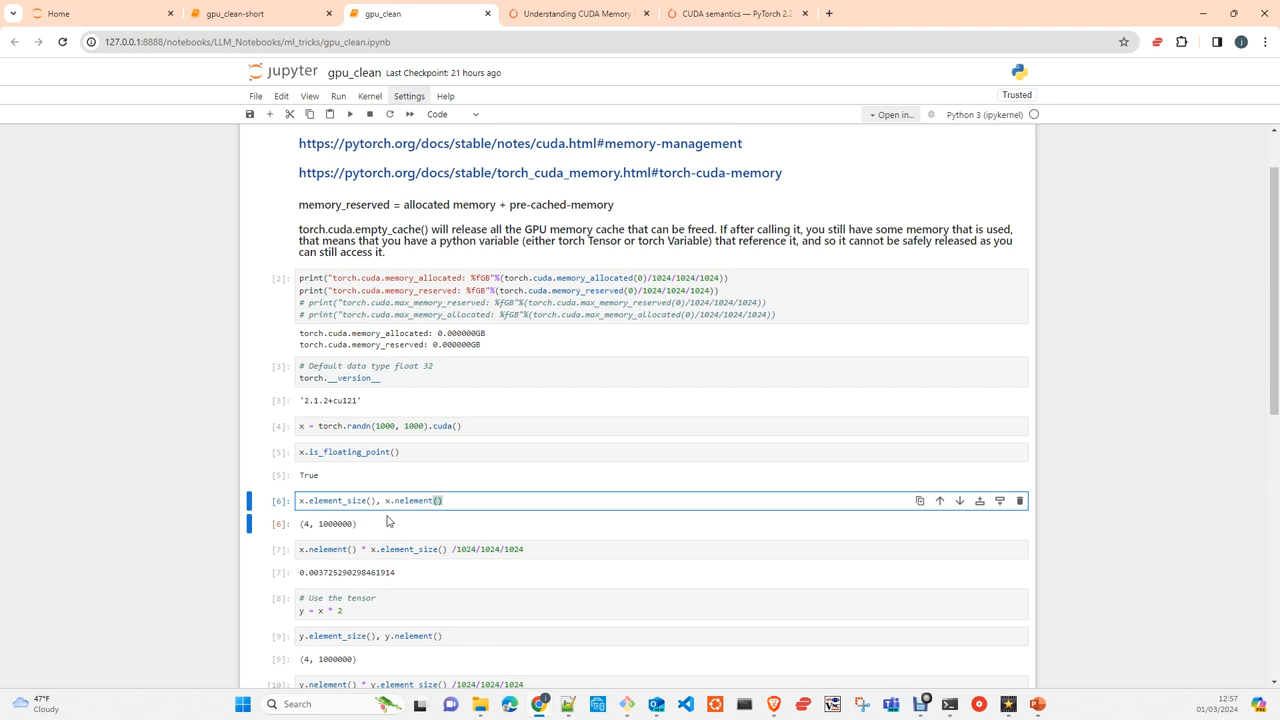 Home
gpu_clean-short
gpu_clean
Understanding CUDA Memory
CUDA semantics — PyTorch 2.2
127.0.0.1:8888/notebooks/LLM_Notebooks/ml_tricks/gpu_clean.ipynb
jupyter gpu_clean Last Checkpoint: 21 hours ago
File Edit View Run Kernel Settings Help
Trusted
Code
Open in...
Python 3 (ipykernel)
https://pytorch.org/docs/stable/notes/cuda.html#memory-management
https://pytorch.org/docs/stable/torch_cuda_memory.html#torch-cuda-memory
memory_reserved = allocated memory + pre-cached-memory
torch.cuda.empty_cache() will release all the GPU memory cache that can be freed. If after calling it, you still have some memory that is used,
that means that you have a python variable (either torch Tensor or torch Variable) that reference it, and so it cannot be safely released as you
can still access it.
[2]: print("torch.cuda.memory_allocated: %fGB"%(torch.cuda.memory_allocated(0)/1024/1024/1024))
print("torch.cuda.memory_reserved: %fGB"%(torch.cuda.memory_reserved(0)/1024/1024/1024))
# print("torch.cuda.max_memory_reserved: %fGB"%(torch.cuda.max_memory_reserved(0)/1024/1024/1024))
# print("torch.cuda.max_memory_allocated: %fGB"%(torch.cuda.max_memory_allocated(0)/1024/1024/1024))
torch.cuda.memory_allocated: 0.000000GB
torch.cuda.memory_reserved: 0.000000GB
[3]: # Default data type float 32
torch.__version__
[3]: '2.1.2+cu121'
[4]: x = torch.randn(1000, 1000).cuda()
[5]: x.is_floating_point()
[5]: True
[6]: x.element_size(), x.nelement()
[6]: (4, 1000000)
[7]: x.nelement() * x.element_size() /1024/1024/1024
[7]: 0.003725290298461914
[8]: # Use the tensor
y = x * 2
[9]: y.element_size(), y.nelement()
[9]: (4, 1000000)
[10]: y.nelement() * y.element_size() /1024/1024/1024
47°F
Cloudy
Search
12:57
01/03/2024